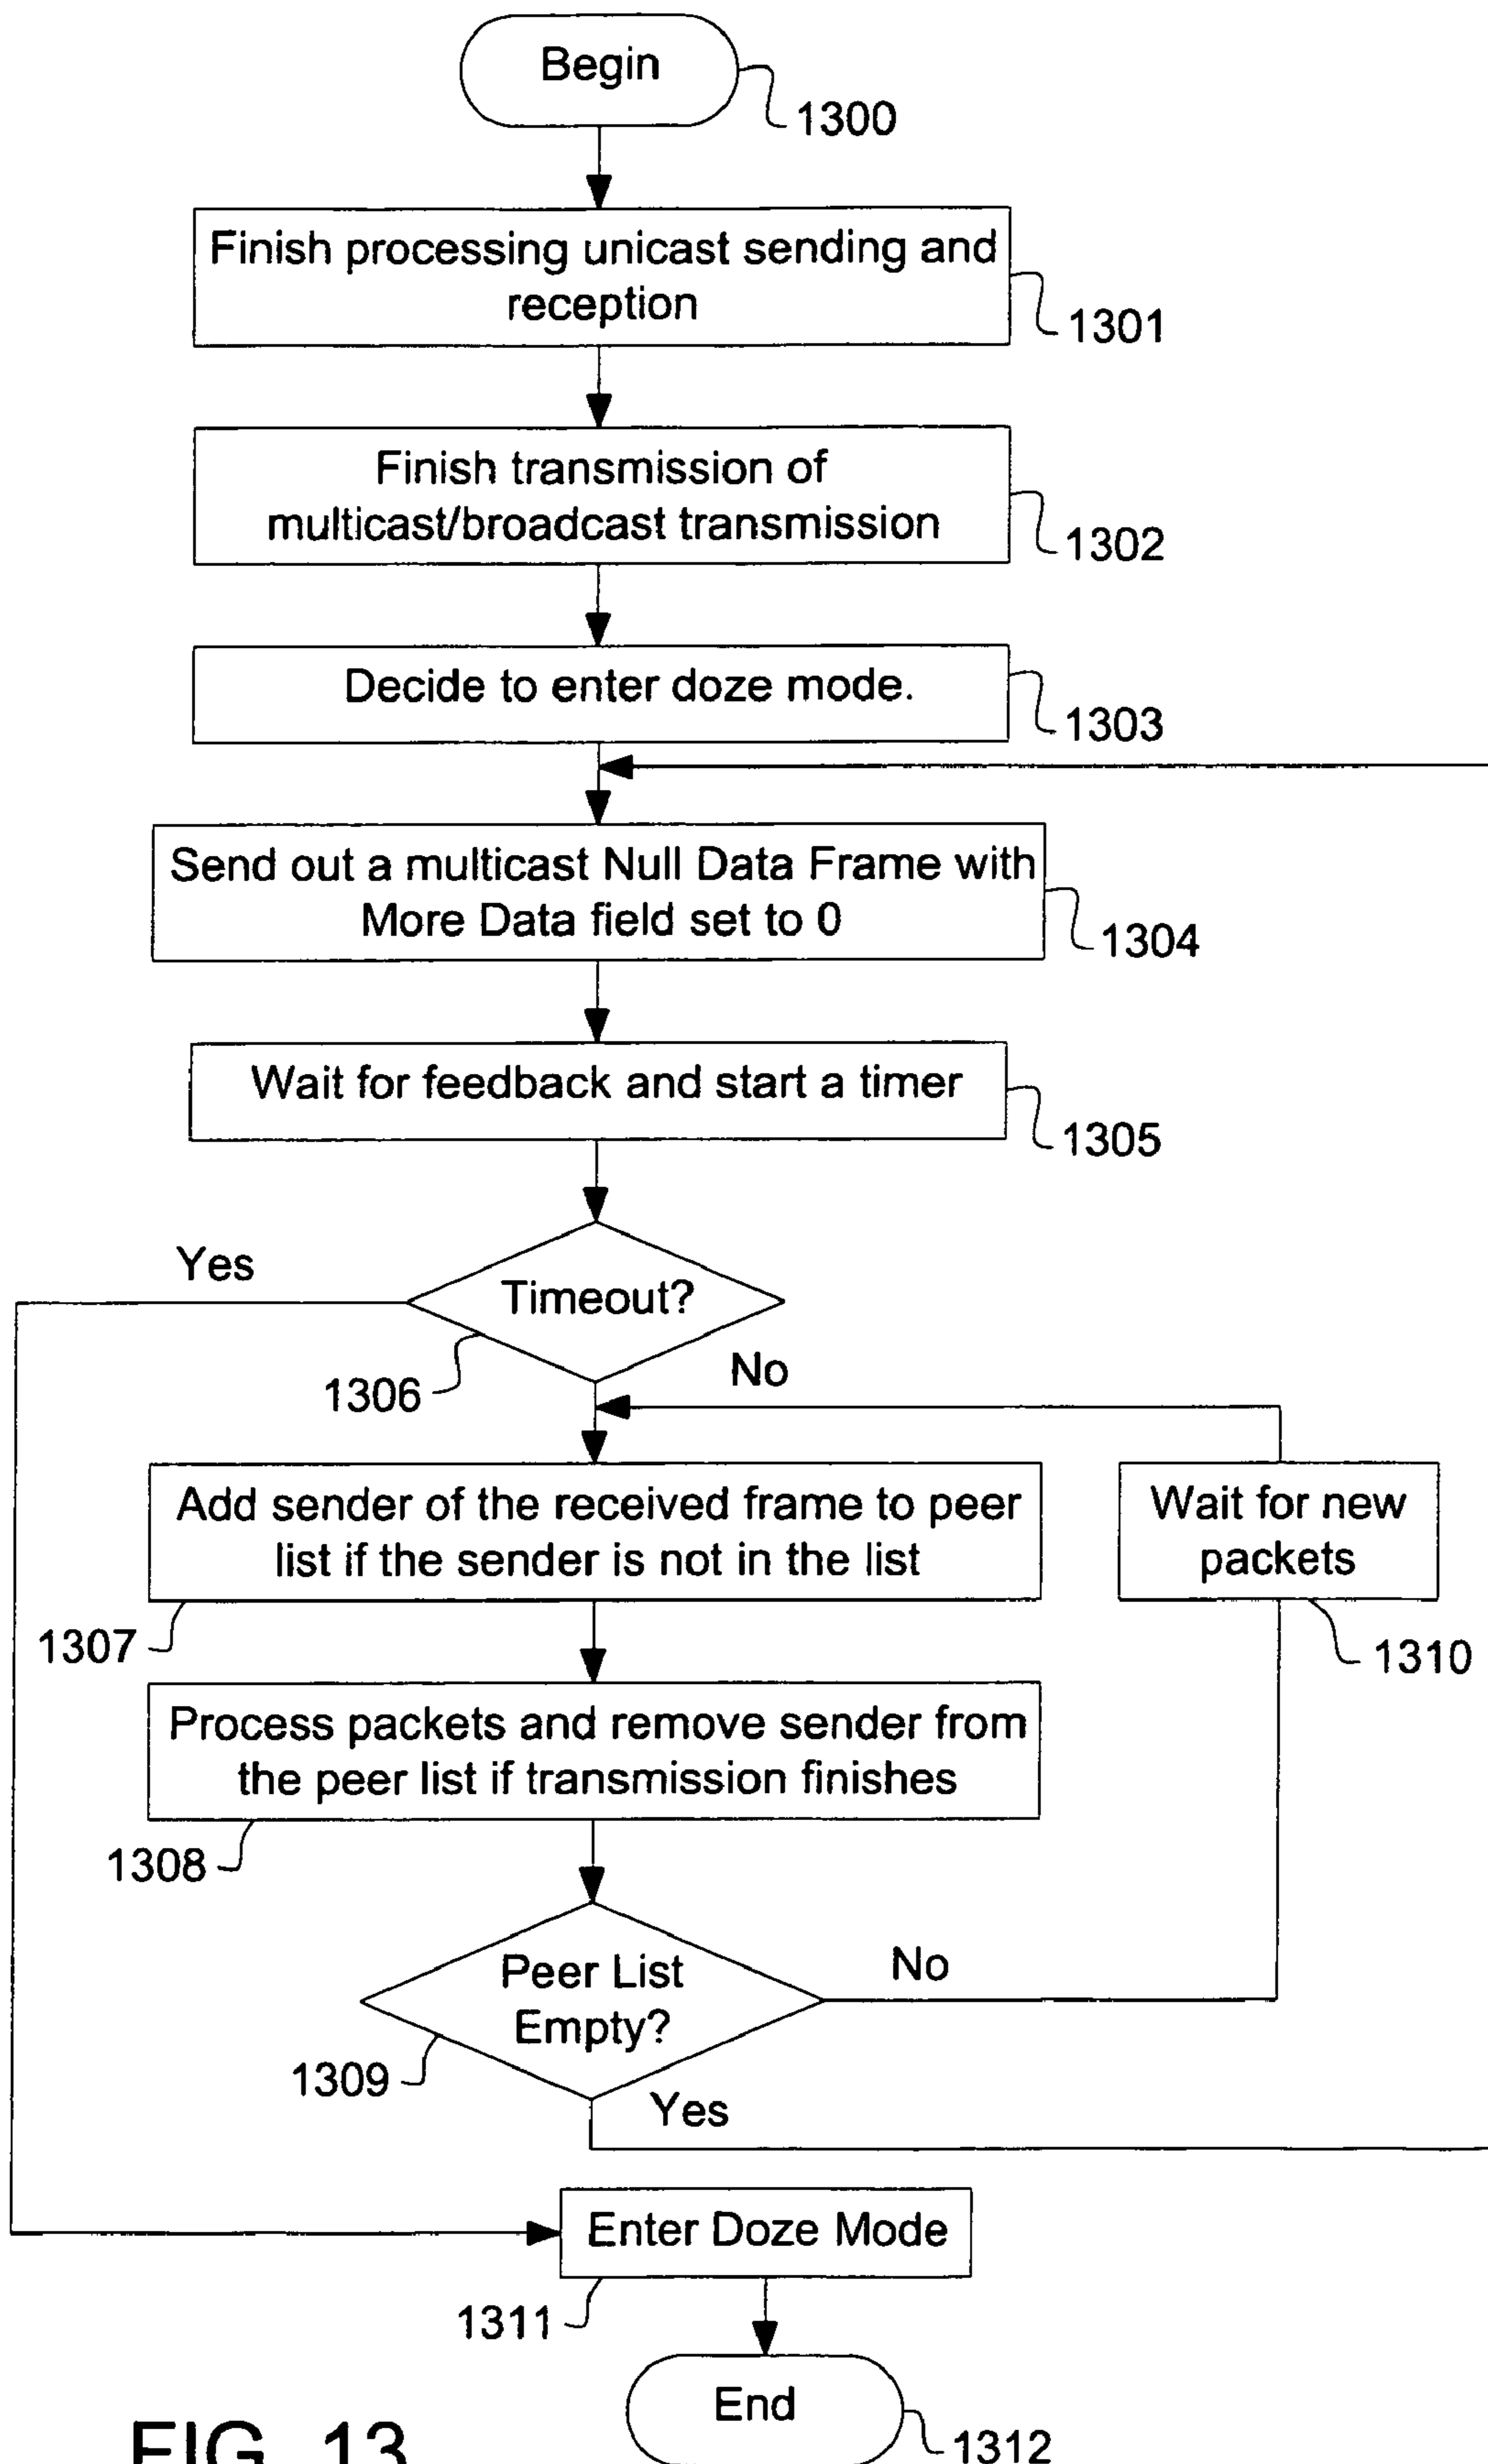 Begin
1300
Finish processing unicast sending and
reception
1301
Finish transmission of
multicast/broadcast transmission
1302
Decide to enter doze mode.
1303
Send out a multicast Null Data Frame with
More Data field set to 0
1304
Wait for feedback and start a timer
1305
Yes
Timeout?
1306
No
Add sender of the received frame to peer
list if the sender is not in the list
1307
Wait for new
packets
1310
Process packets and remove sender from
the peer list if transmission finishes
1308
Peer List
Empty?
No
1309
Yes
Enter Doze Mode
1311
End
1312
FIG. 13